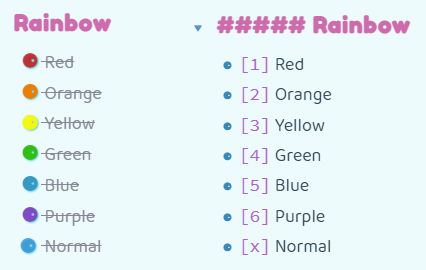 Rainbow
Red
Orange
Yellow
Green
Blue
Purple
Normal
##### Rainbow
[1] Red
[2] Orange
[3] Yellow
[4] Green
[5] Blue
[6] Purple
[x] Normal